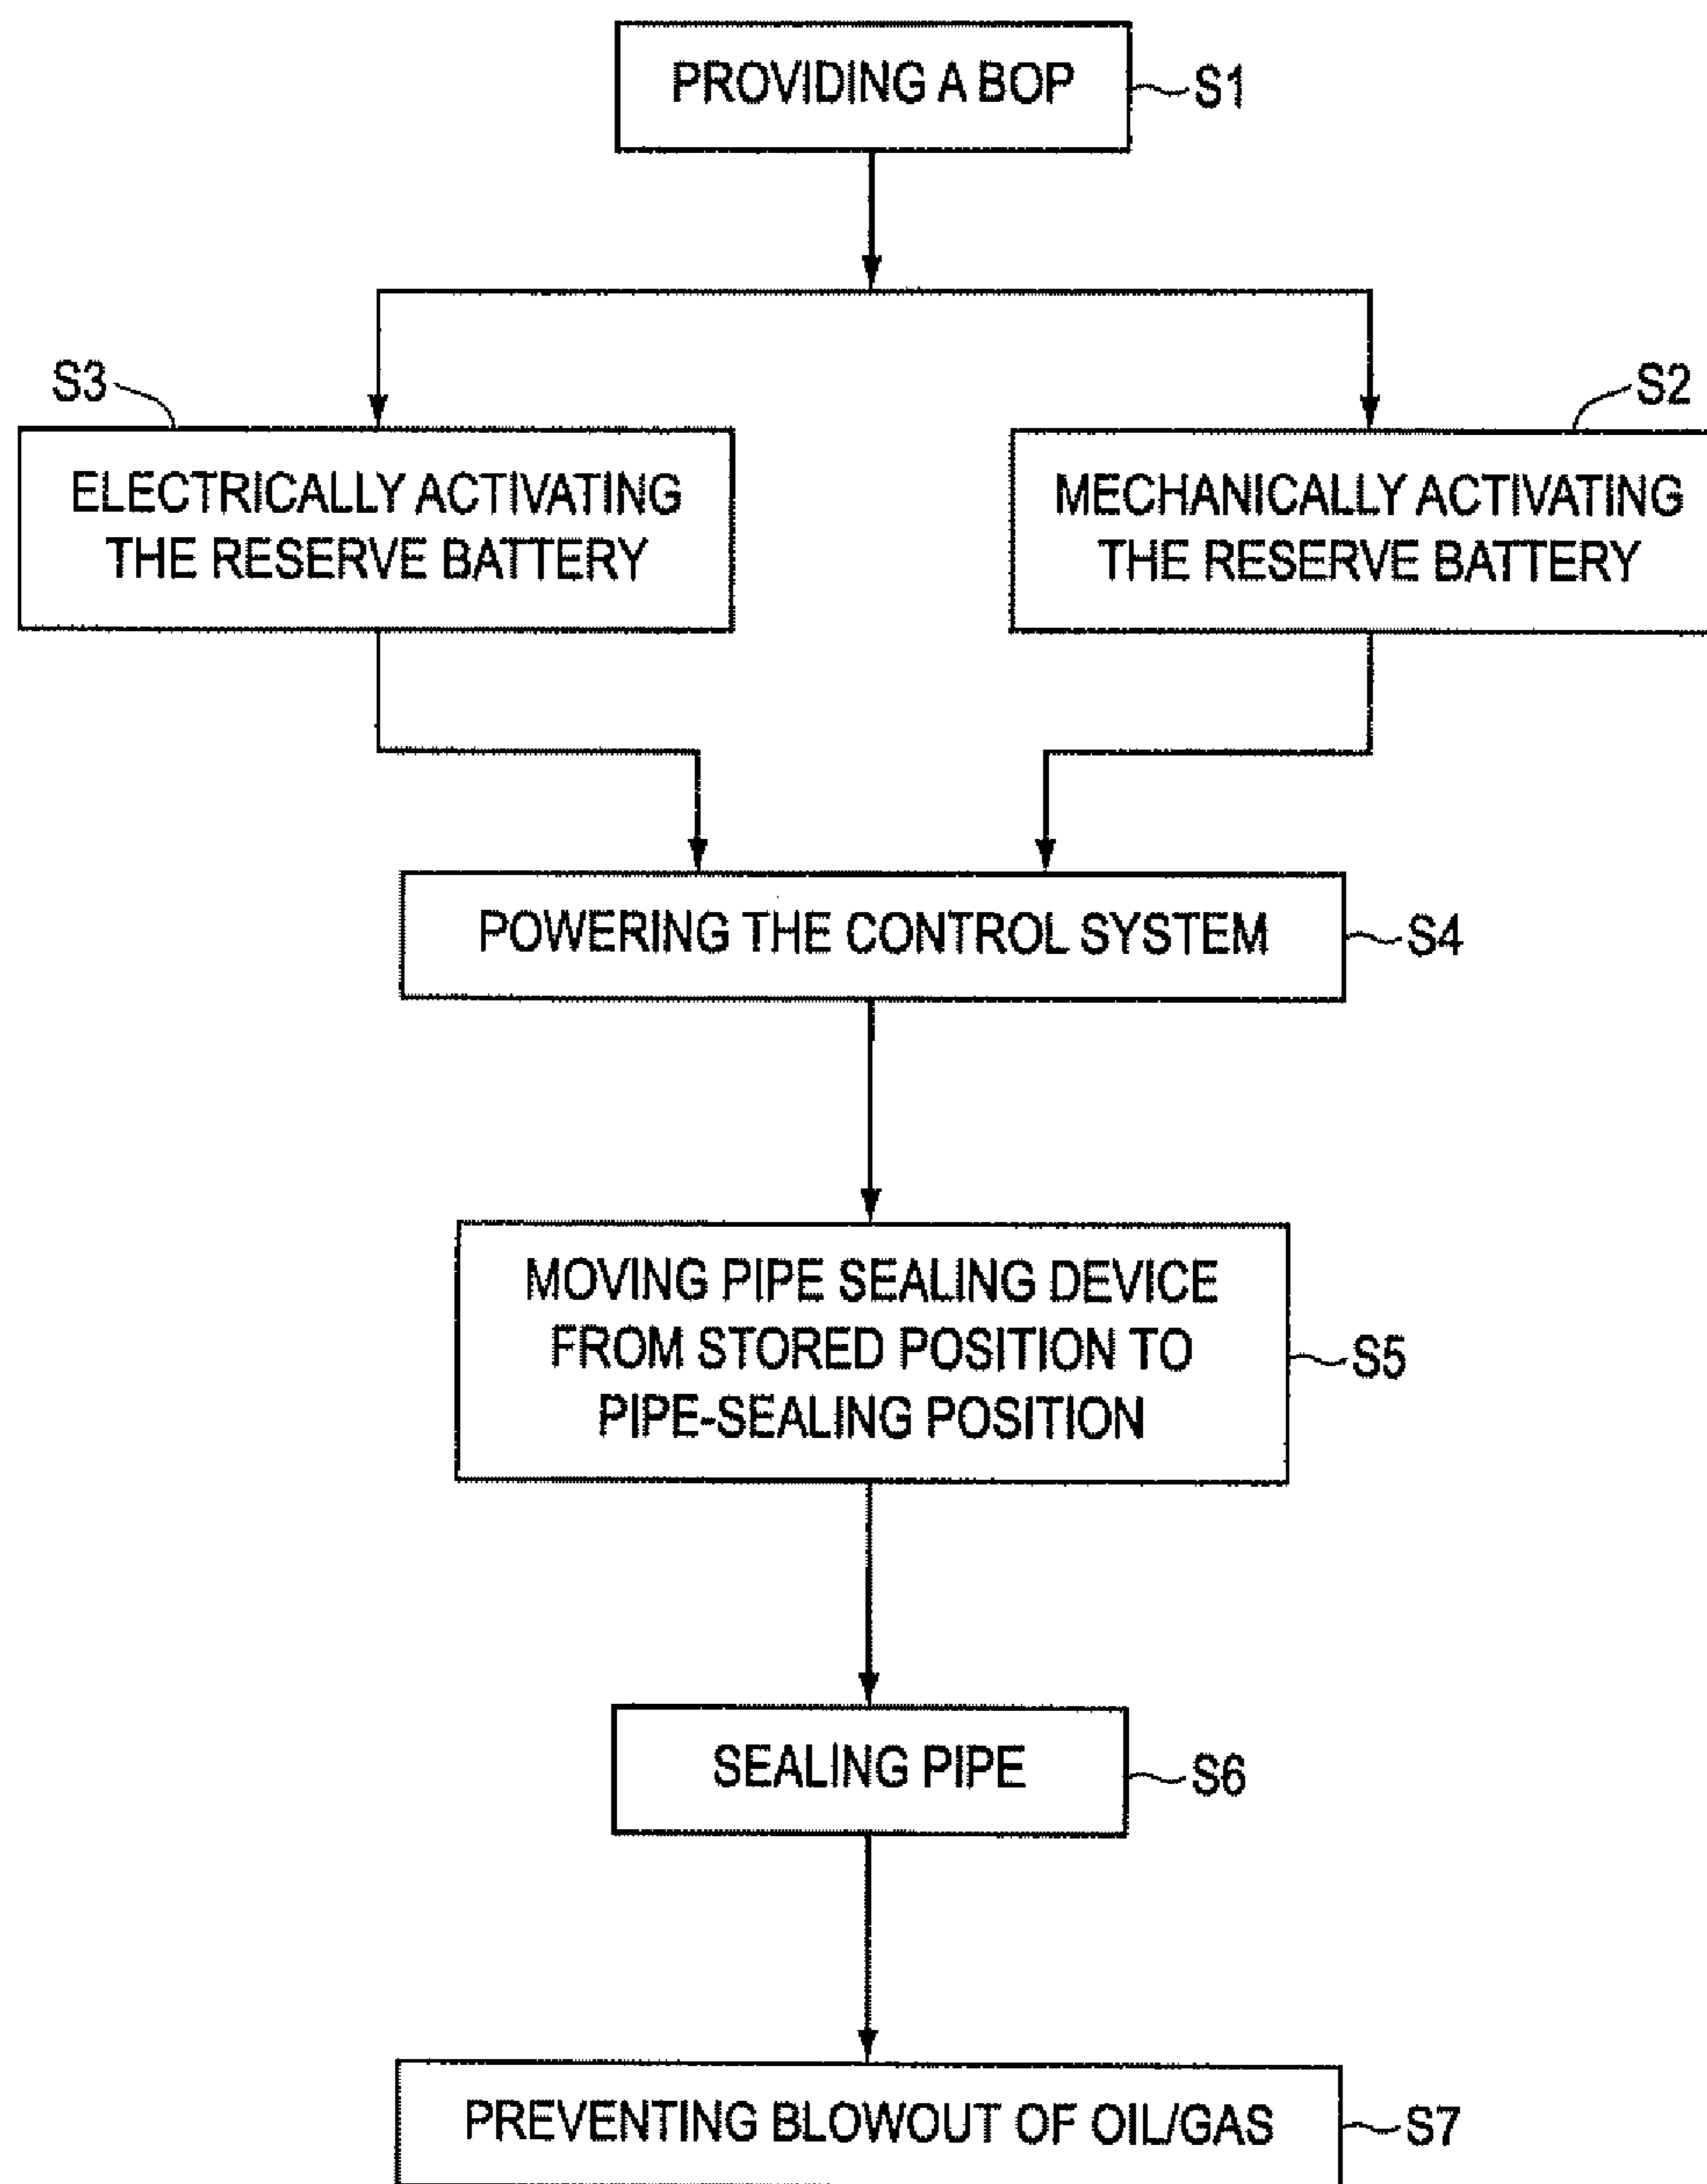 PROVIDING A BOP
S1
S3
S2
ELECTRICALLY ACTIVATING
THE RESERVE BATTERY
MECHANICALLY ACTIVATING
THE RESERVE BATTERY
POWERING THE CONTROL SYSTEM
S4
MOVING PIPE SEALING DEVICE
FROM STORED POSITION TO
PIPE-SEALING POSITION
S5
SEALING PIPE
S6
PREVENTING BLOWOUT OF OIL/GAS
S7